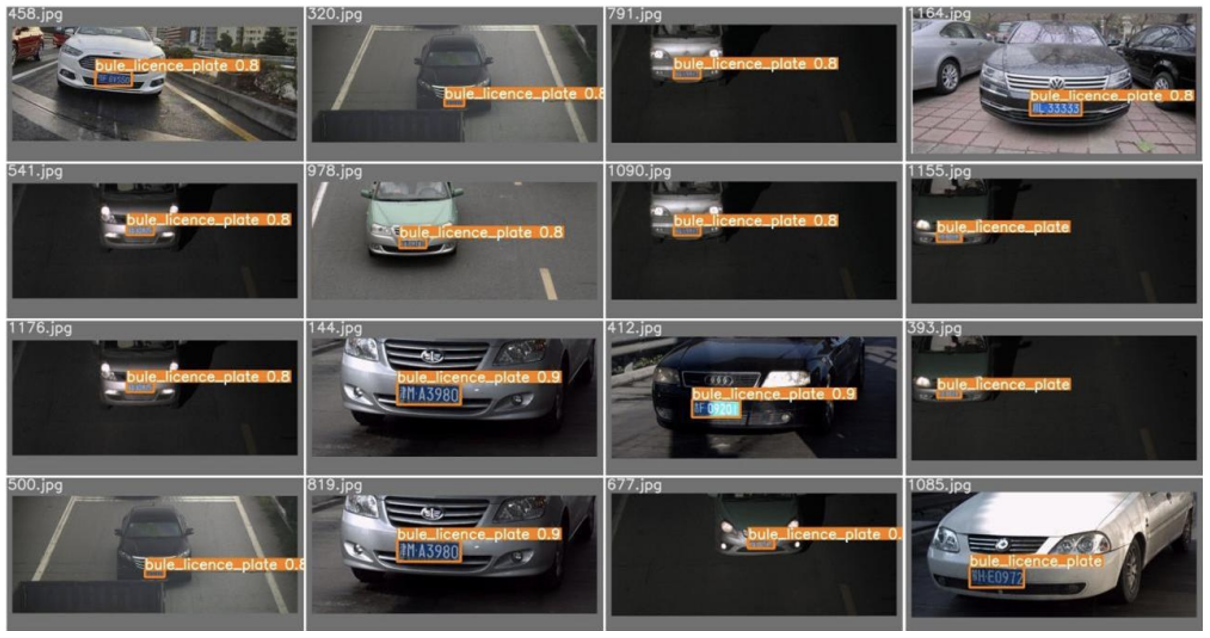 458.jpg
bule_licence_plate 0.8
320.jpg
bule_licence_plate 0.8
791.jpg
bule_licence_plate 0.8
1164.jpg
bule_licence_plate 0.8
L 33333
541.jpg
bule_licence_plate 0.8
978.jpg
bule_licence_plate 0.8
1090.jpg
bule_licence_plate 0.8
1155.jpg
bule_licence_plate
1176.jpg
bule_licence_plate 0.8
144.jpg
bule_licence_plate 0.9
M·A3980
412.jpg
bule_licence_plate 0.9
F 09201
393.jpg
bule_licence_plate
500.jpg
bule_licence_plate 0.8
819.jpg
bule_licence_plate 0.9
M·A3980
677.jpg
bule_licence_plate 0.
1085.jpg
bule_licence_plate
H·E0972